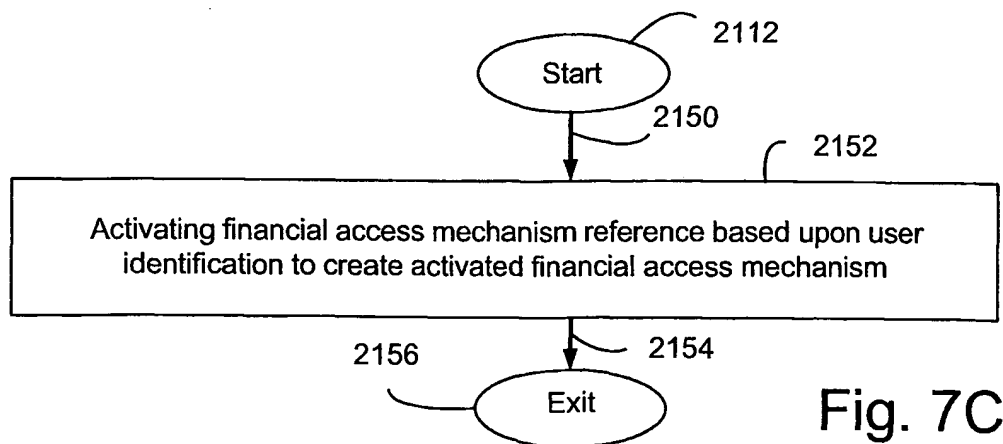 2112
Start
2150
2152
Activating financial access mechanism reference based upon user
identification to create activated financial access mechanism
2156
2154
Exit
Fig. 7C